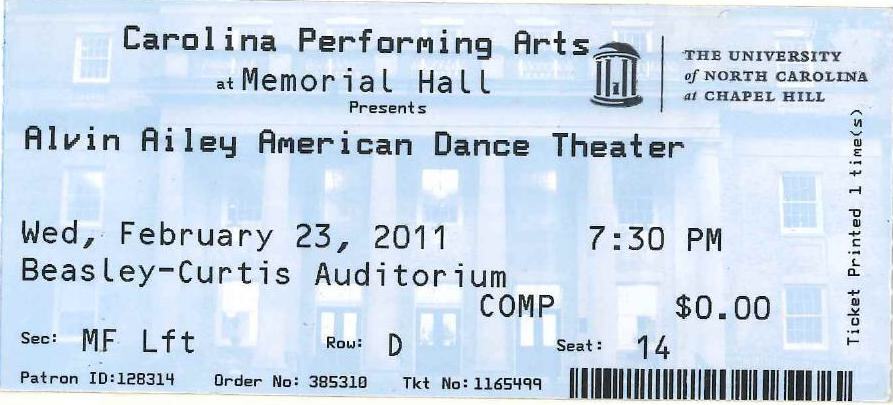 Carolina Performing Arts
at Memorial Hall
Presents
THE UNIVERSITY
of NORTH CAROLINA
at CHAPEL HILL
Alvin Ailey American Dance Theater
Wed, February 23, 2011 7:30 PM
Beasley-Curtis Auditorium
COMP $0.00
Sec: MF Lft Row: D Seat: 14
Patron ID:128314 Order No: 385310 Tkt No: 1165499
Ticket Printed 1 time(s)